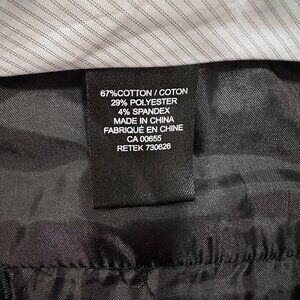 67%COTTON / COTON
29% POLYESTER
4% SPANDEX
MADE IN CHINA
FABRIQUÉ EN CHINE
CA 00655
RETEK 730626